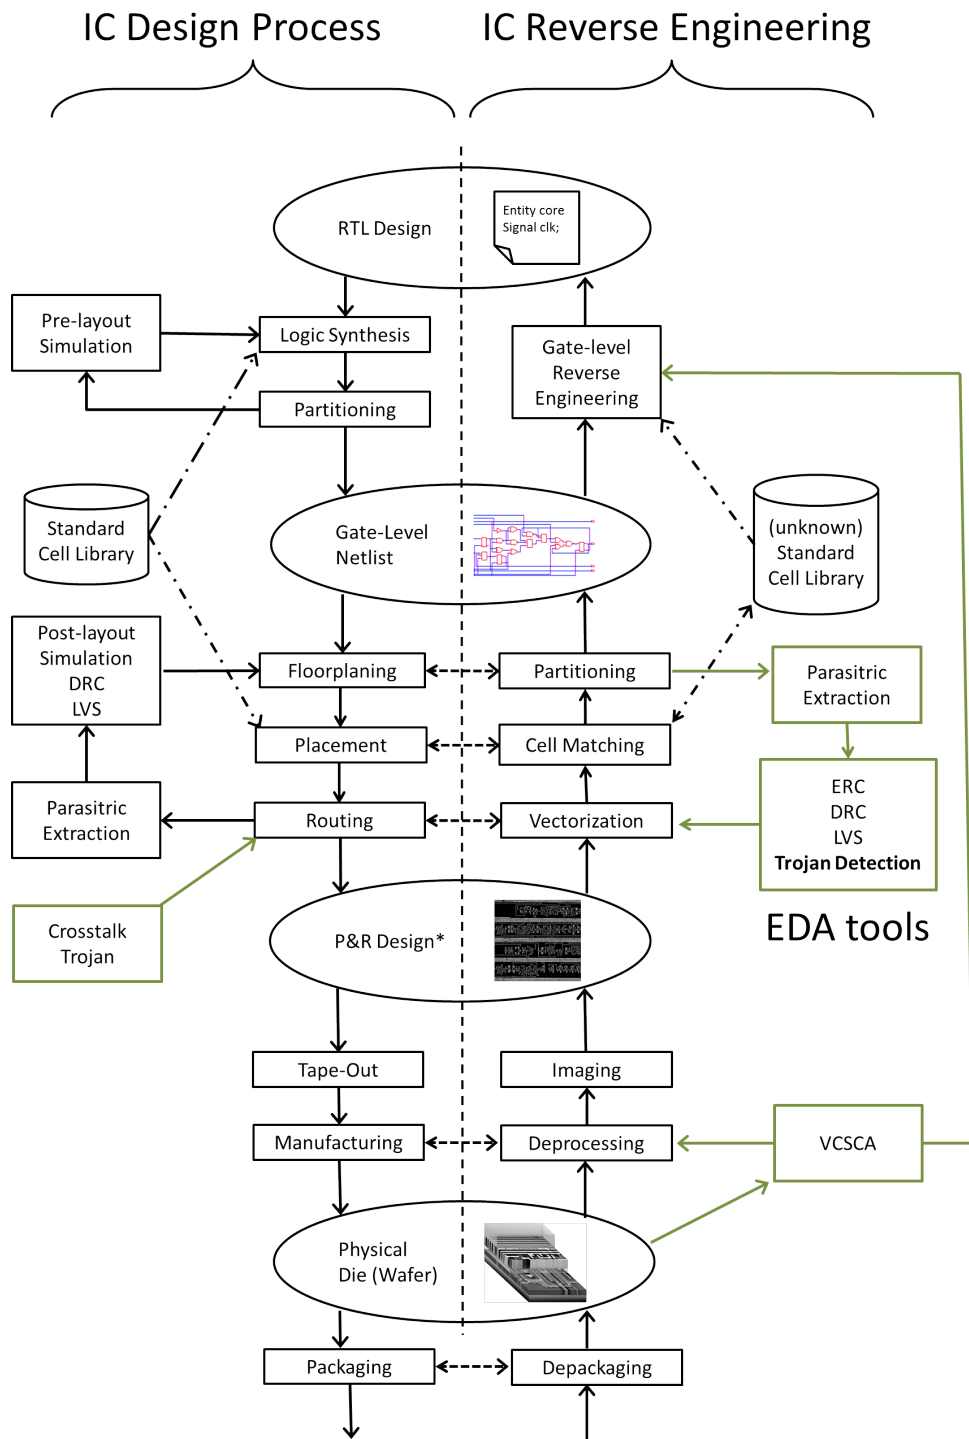 IC Design Process
IC Reverse Engineering
RTL Design
Entity core
Signal clk;
Pre-layout
Simulation
Logic Synthesis
Gate-level
Reverse
Engineering
Partitioning
Standard
Cell Library
Gate-Level
Netlist
(unknown)
Standard
Cell Library
Post-layout
Simulation
DRC
LVS
Floorplaning
Partitioning
Parasitric
Extraction
Placement
Cell Matching
Parasitric
Extraction
Routing
Vectorization
ERC
DRC
LVS
Trojan Detection
Crosstalk
Trojan
P&R Design*
EDA tools
Tape-Out
Imaging
Manufacturing
Deprocessing
VCSCA
Physical
Die (Wafer)
Packaging
Depackaging